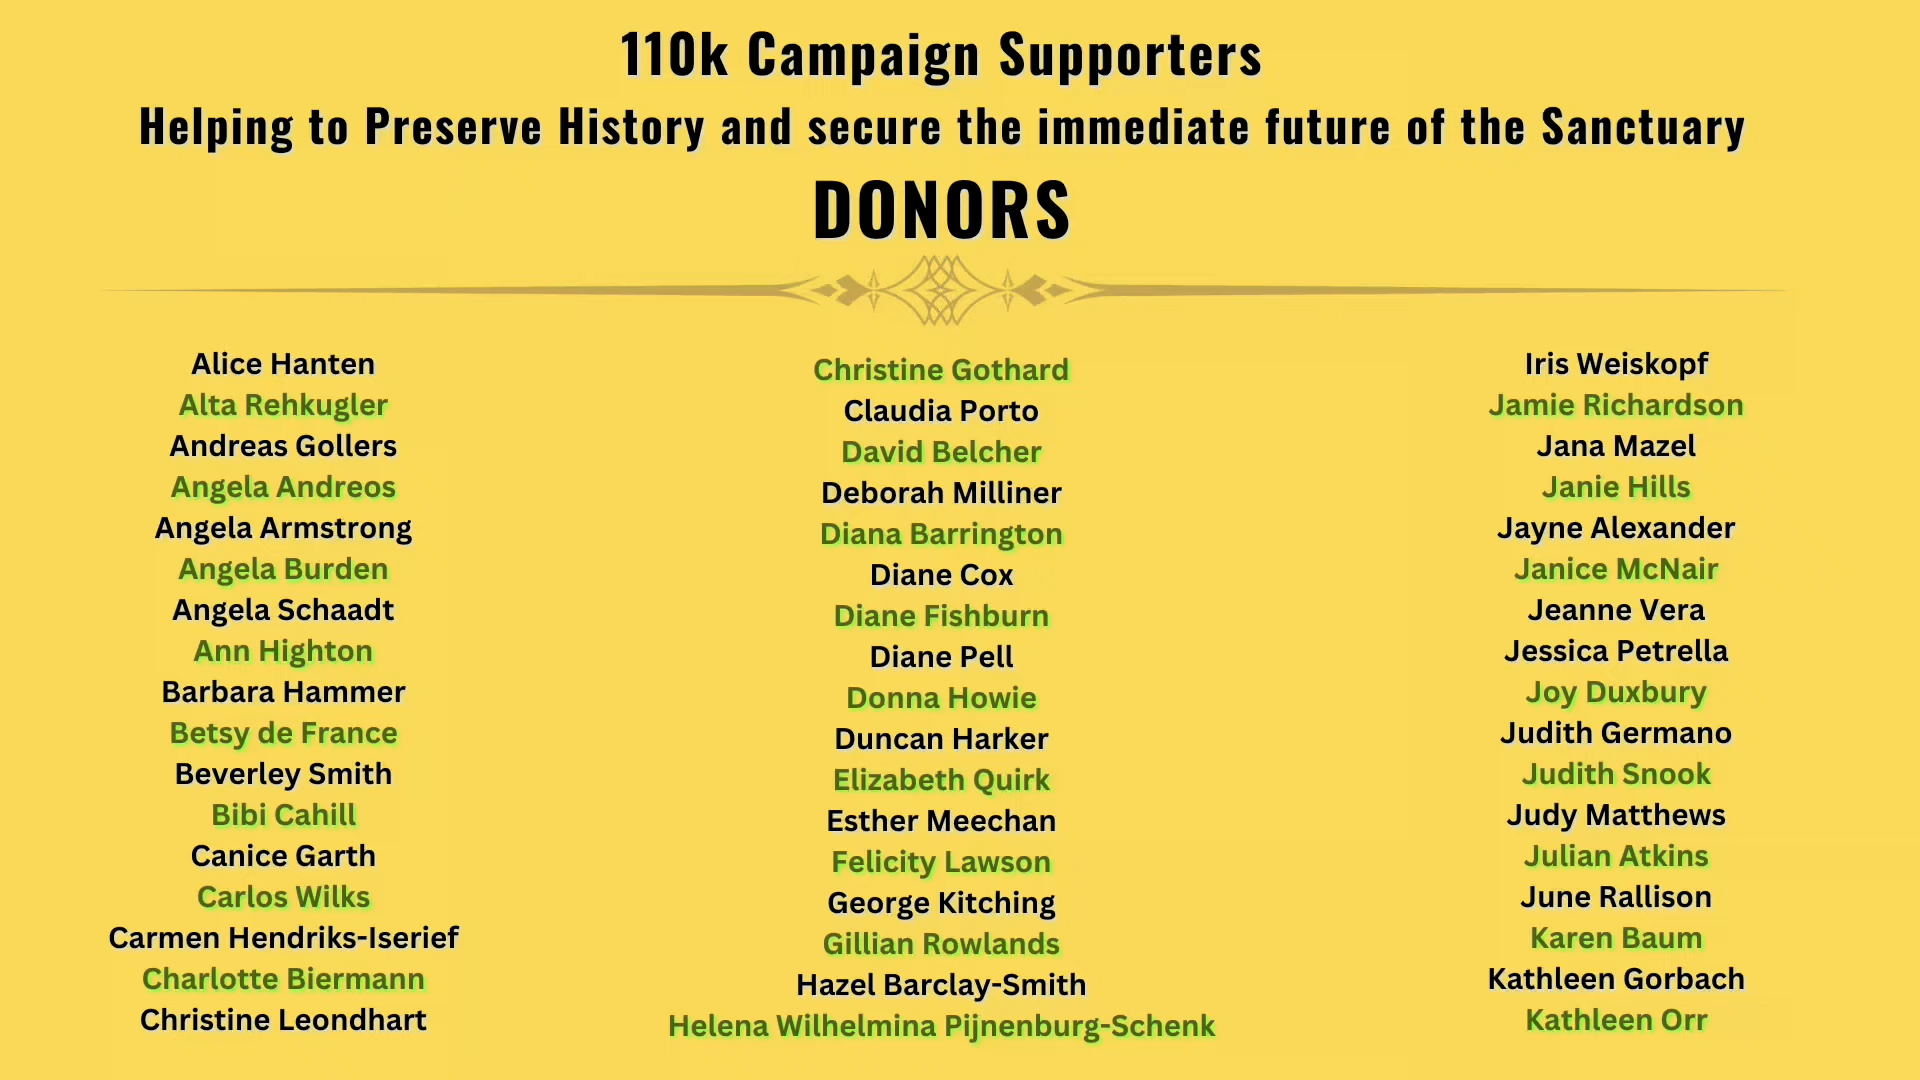 110k Campaign Supporters
Helping to Preserve History and secure the immediate future of the Sanctuary
DONORS
Alice Hanten
Alta Rehkugler
Andreas Gollers
Angela Andreos
Angela Armstrong
Angela Burden
Angela Schaadt
Ann Highton
Barbara Hammer
Betsy de France
Beverley Smith
Bibi Cahill
Canice Garth
Carlos Wilks
Carmen Hendriks-Iserief
Charlotte Biermann
Christine Leondhart
Christine Gothard
Claudia Porto
David Belcher
Deborah Milliner
Diana Barrington
Diane Cox
Diane Fishburn
Diane Pell
Donna Howie
Duncan Harker
Elizabeth Quirk
Esther Meechan
Felicity Lawson
George Kitching
Gillian Rowlands
Hazel Barclay-Smith
Helena Wilhelmina Pijnenburg-Schenk
Iris Weiskopf
Jamie Richardson
Jana Mazel
Janie Hills
Jayne Alexander
Janice McNair
Jeanne Vera
Jessica Petrella
Joy Duxbury
Judith Germano
Judith Snook
Judy Matthews
Julian Atkins
June Rallison
Karen Baum
Kathleen Gorbach
Kathleen Orr